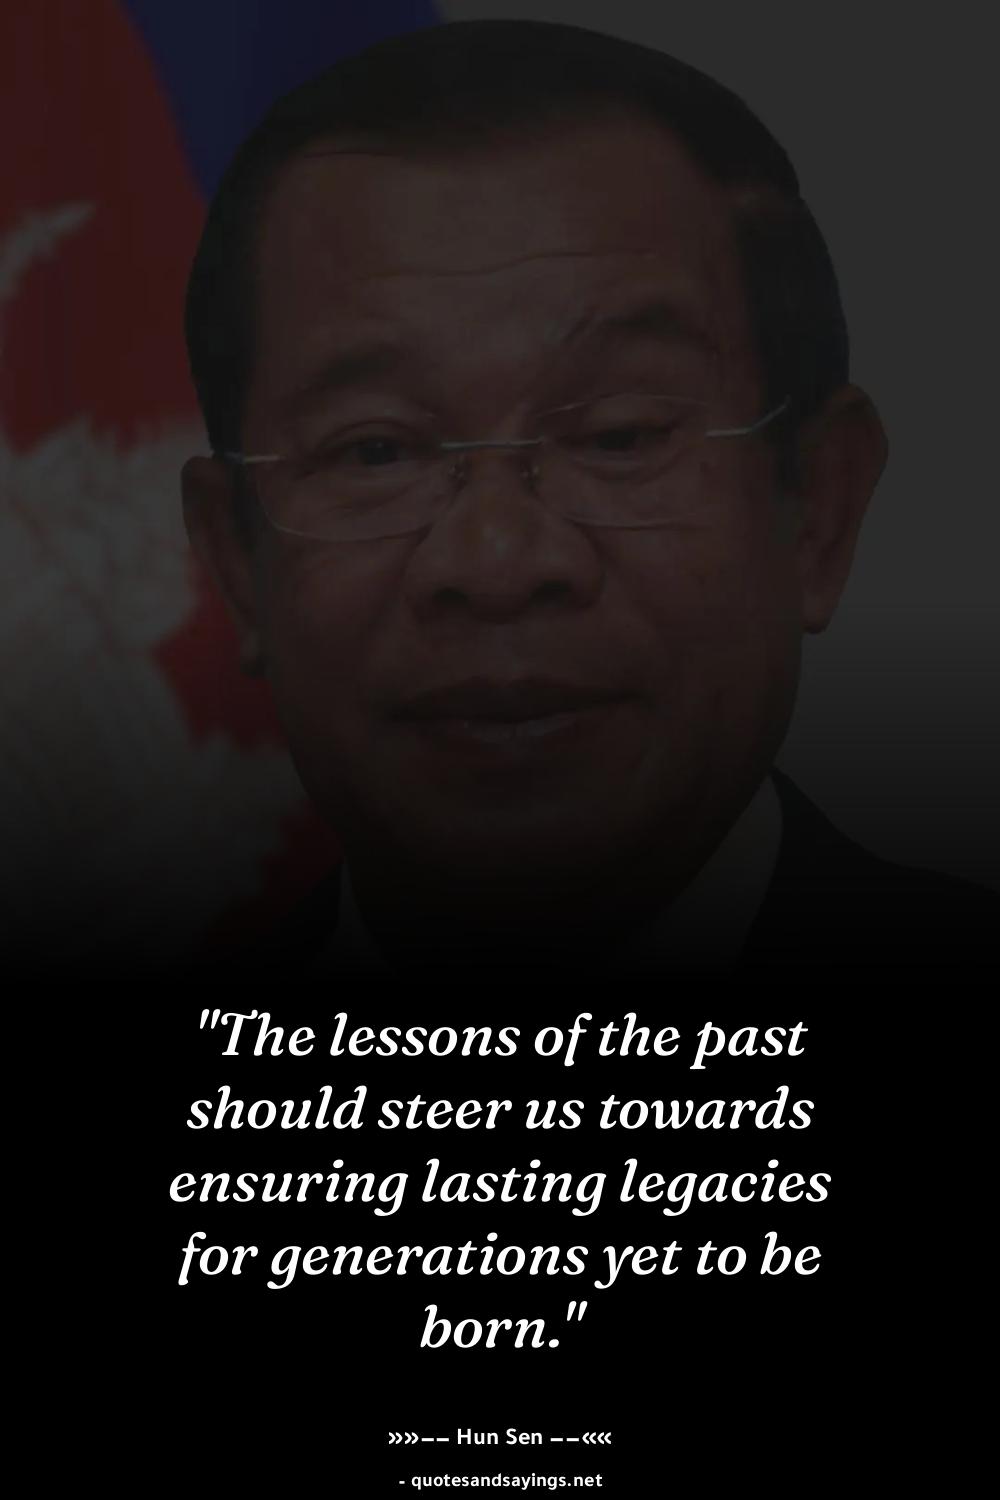 "The lessons of the past
should steer us towards
ensuring lasting legacies
for generations yet to be
born."
»»–– Hun Sen ––««
- quotesandsayings.net